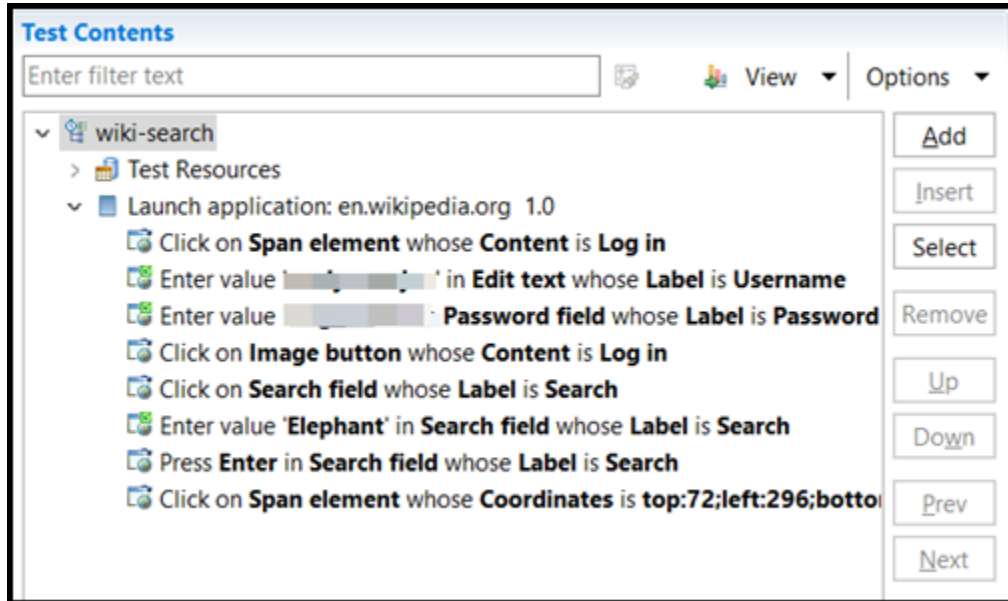 Test Contents
Enter filter text
View
Options
wiki-search
Add
Test Resources
Insert
Launch application: en.wikipedia.org 1.0
Click on Span element whose Content is Log in
Select
Enter value ' in Edit text whose Label is Username
Enter value Password field whose Label is Password
Remove
Click on Image button whose Content is Log in
Click on Search field whose Label is Search
Up
Enter value 'Elephant' in Search field whose Label is Search
Down
Press Enter in Search field whose Label is Search
Click on Span element whose Coordinates is top:72;left:296;botto
Prev
Next